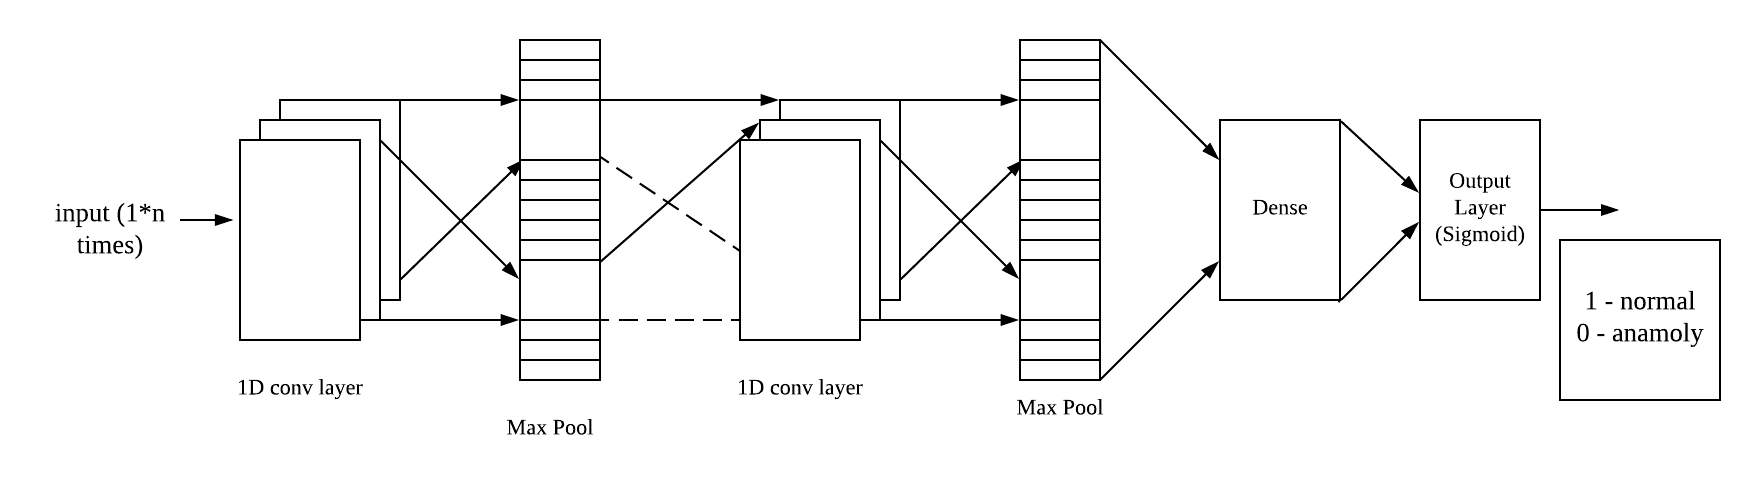 input (1*n
times)
1D conv layer
Max Pool
1D conv layer
Max Pool
Dense
Output
Layer
(Sigmoid)
1 - normal
0 - anamoly